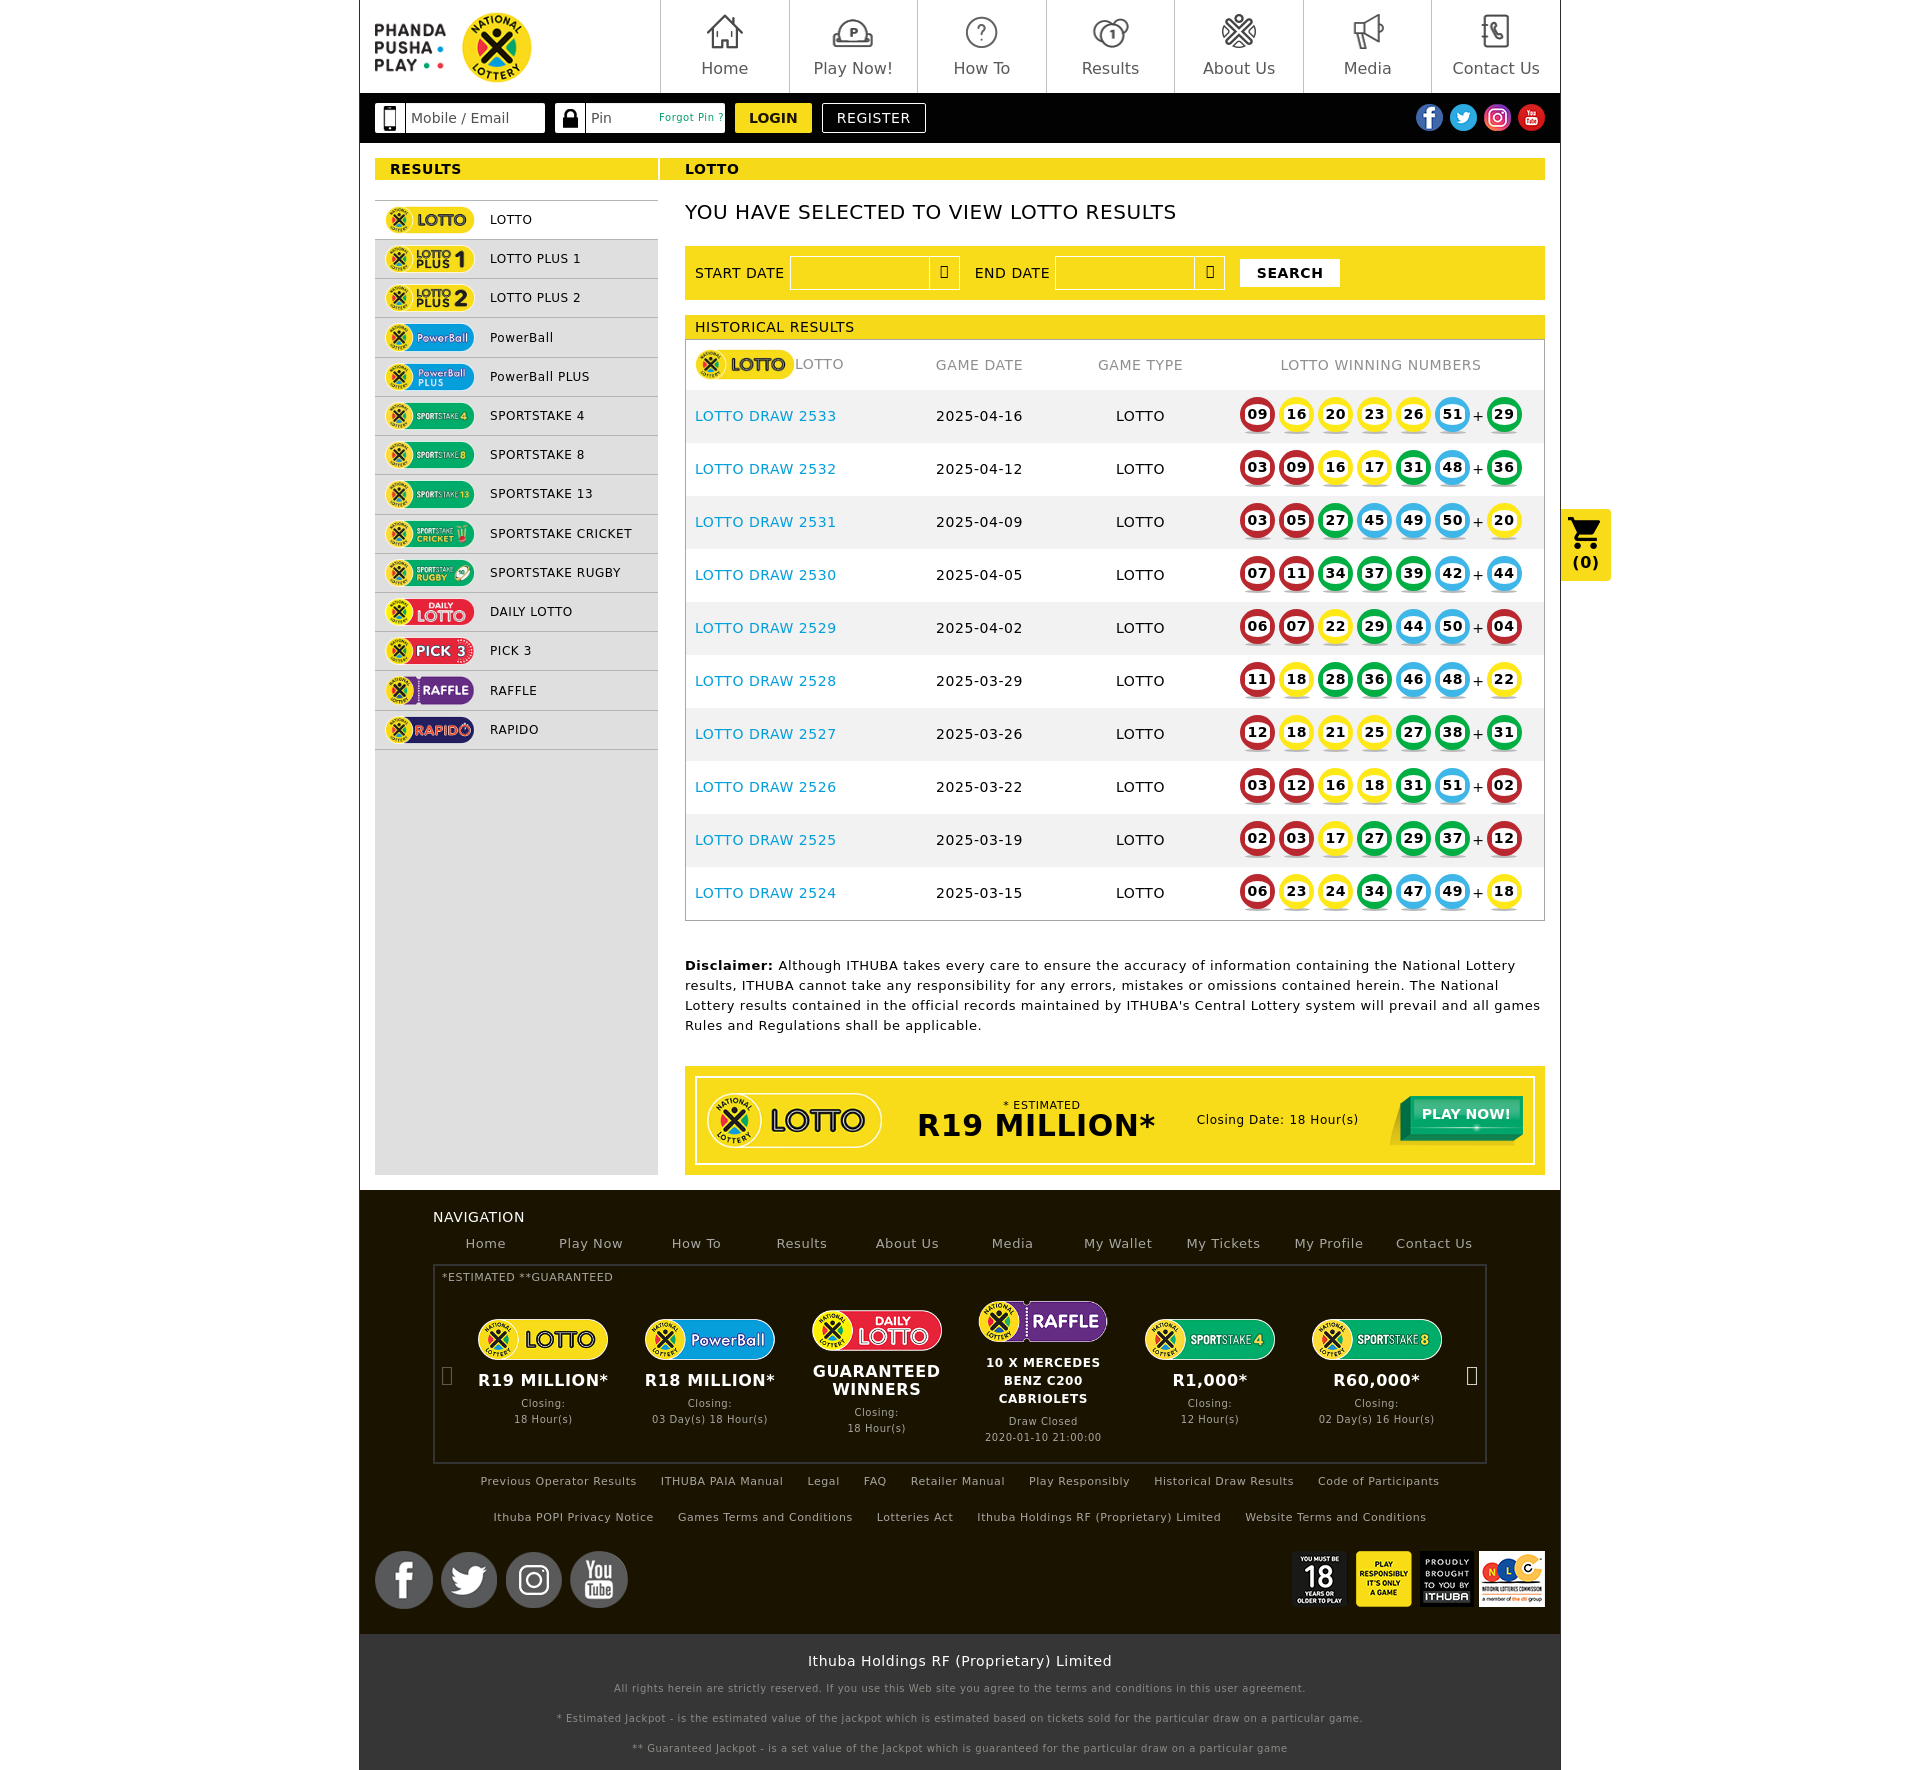 PHANDA
PUSHA
PLAY
NATIONAL
LOTTERY
Home
Play Now!
How To
Results
About Us
Media
Contact Us
Mobile / Email
Pin
Forgot Pin ?
LOGIN
REGISTER
RESULTS
LOTTO
LOTTO LOTTO
LOTTO PLUS 1 LOTTO PLUS 1
LOTTO PLUS 2 LOTTO PLUS 2
PowerBall PowerBall
PowerBall PLUS PowerBall PLUS
SPORTSTAKE 4 SPORTSTAKE 4
SPORTSTAKE 8 SPORTSTAKE 8
SPORTSTAKE 13 SPORTSTAKE 13
SPORTSTAKE CRICKET SPORTSTAKE CRICKET
SPORTSTAKE RUGBY SPORTSTAKE RUGBY
DAILY LOTTO DAILY LOTTO
PICK 3 PICK 3
RAFFLE RAFFLE
RAPIDO RAPIDO
YOU HAVE SELECTED TO VIEW LOTTO RESULTS
START DATE END DATE SEARCH
HISTORICAL RESULTS
LOTTO LOTTO GAME DATE GAME TYPE LOTTO WINNING NUMBERS
LOTTO DRAW 2533 2025-04-16 LOTTO 09 16 20 23 26 51 + 29
LOTTO DRAW 2532 2025-04-12 LOTTO 03 09 16 17 31 48 + 36
LOTTO DRAW 2531 2025-04-09 LOTTO 03 05 27 45 49 50 + 20
LOTTO DRAW 2530 2025-04-05 LOTTO 07 11 34 37 39 42 + 44
LOTTO DRAW 2529 2025-04-02 LOTTO 06 07 22 29 44 50 + 04
LOTTO DRAW 2528 2025-03-29 LOTTO 11 18 28 36 46 48 + 22
LOTTO DRAW 2527 2025-03-26 LOTTO 12 18 21 25 27 38 + 31
LOTTO DRAW 2526 2025-03-22 LOTTO 03 12 16 18 31 51 + 02
LOTTO DRAW 2525 2025-03-19 LOTTO 02 03 17 27 29 37 + 12
LOTTO DRAW 2524 2025-03-15 LOTTO 06 23 24 34 47 49 + 18
(0)
Disclaimer: Although ITHUBA takes every care to ensure the accuracy of information containing the National Lottery
results, ITHUBA cannot take any responsibility for any errors, mistakes or omissions contained herein. The National
Lottery results contained in the official records maintained by ITHUBA's Central Lottery system will prevail and all games
Rules and Regulations shall be applicable.
NATIONAL LOTTERY LOTTO
* ESTIMATED
R19 MILLION*
Closing Date: 18 Hour(s)
PLAY NOW!
NAVIGATION
Home Play Now How To Results About Us Media My Wallet My Tickets My Profile Contact Us
*ESTIMATED **GUARANTEED
LOTTO
R19 MILLION*
Closing:
18 Hour(s)
PowerBall
R18 MILLION*
Closing:
03 Day(s) 18 Hour(s)
DAILY
LOTTO
GUARANTEED
WINNERS
Closing:
18 Hour(s)
RAFFLE
10 X MERCEDES
BENZ C200
CABRIOLETS
Draw Closed
2020-01-10 21:00:00
SPORTSTAKE 4
R1,000*
Closing:
12 Hour(s)
SPORTSTAKE 8
R60,000*
Closing:
02 Day(s) 16 Hour(s)
Previous Operator Results ITHUBA PAIA Manual Legal FAQ Retailer Manual Play Responsibly Historical Draw Results Code of Participants
Ithuba POPI Privacy Notice Games Terms and Conditions Lotteries Act Ithuba Holdings RF (Proprietary) Limited Website Terms and Conditions
You
Tube
YOU MUST BE
18
YEARS OR
OLDER TO PLAY
PLAY
RESPONSIBLY
IT'S ONLY
A GAME
PROUDLY
BROUGHT
TO YOU BY
ITHUBA
NLC
NATIONAL LOTTERIES COMMISSION
a member of the dti group
Ithuba Holdings RF (Proprietary) Limited
All rights herein are strictly reserved. If you use this Web site you agree to the terms and conditions in this user agreement.
* Estimated Jackpot - is the estimated value of the jackpot which is estimated based on tickets sold for the particular draw on a particular game.
** Guaranteed Jackpot - is a set value of the Jackpot which is guaranteed for the particular draw on a particular game